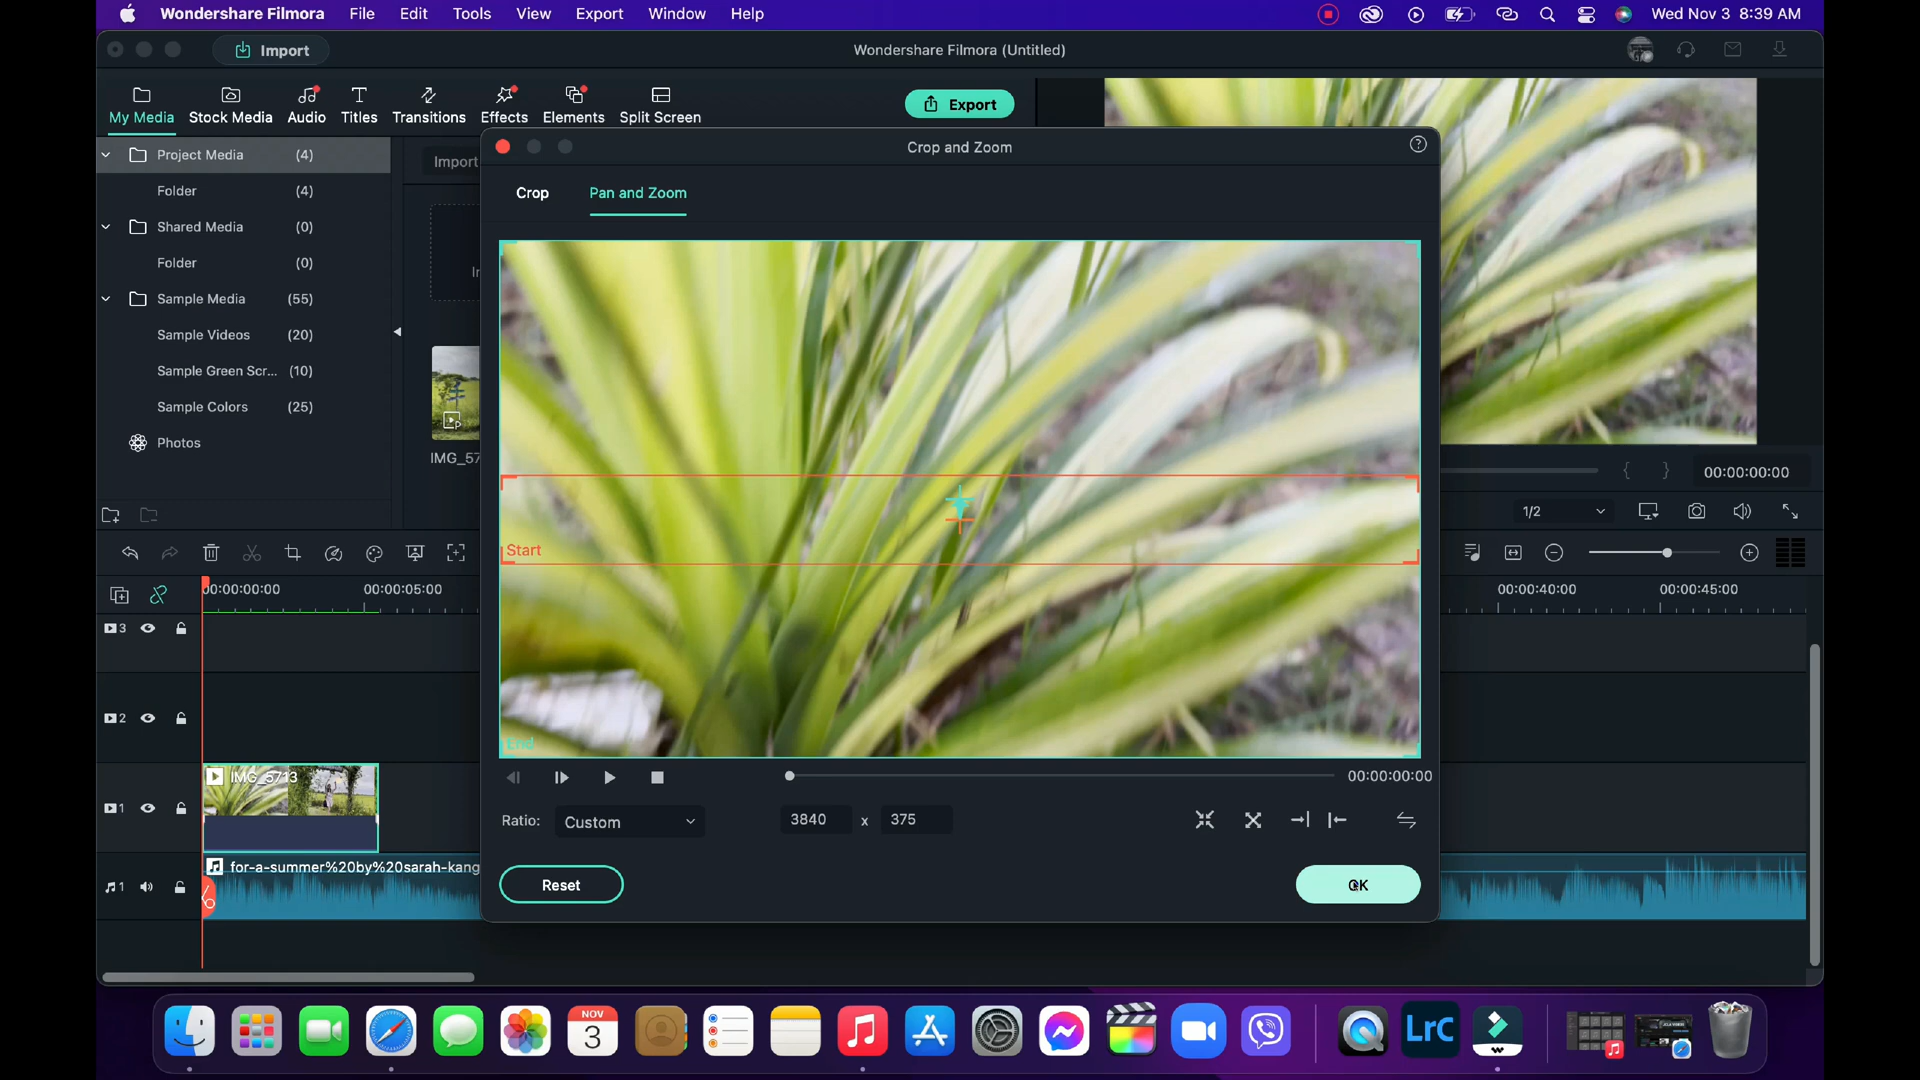 Wondershare Filmora File Edit Tools View Export Window Help Wed Nov 3 8:39 AM
Import Wondershare Filmora (Untitled)
My Media Stock Media Audio Titles Transitions Effects Elements Split Screen Export
Project Media (4)
Folder (4)
Shared Media (0)
Folder (0)
Sample Media (55)
Sample Videos (20)
Sample Green Scr... (10)
Sample Colors (25)
Photos
Import
IMG_57
Crop and Zoom
Crop Pan and Zoom
Start
End
00:00:00:00
Ratio: Custom 3840 x 375
Reset OK
00:00:00:00
1/2
00:00:00:00 00:00:05:00 00:00:40:00 00:00:45:00
3
2
1
IMG_5713
1
for-a-summer%20by%20sarah-kang
NOV
3
LrC